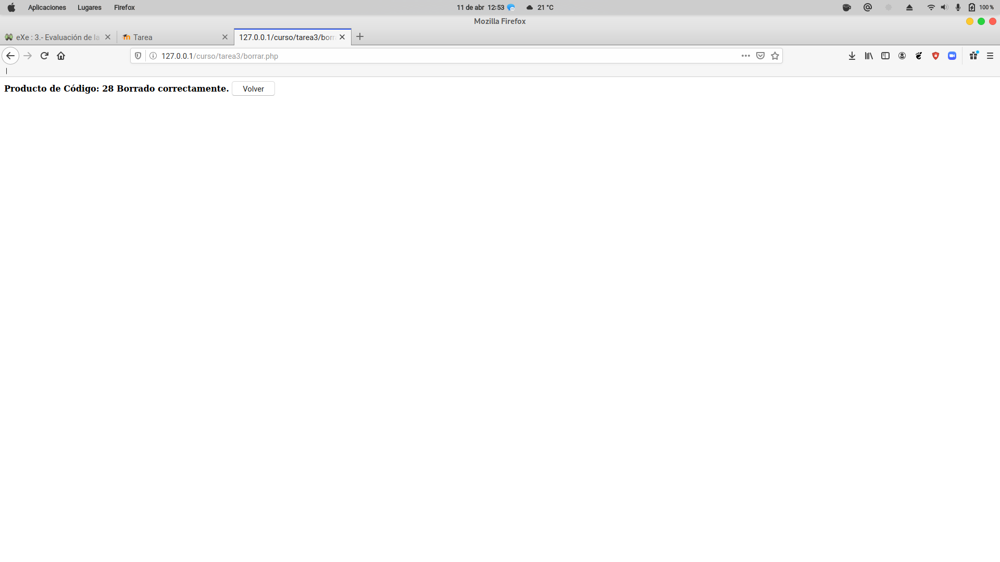 Aplicaciones Lugares Firefox 11 de abr 12:53 21 °C 100 %
Mozilla Firefox
eXe : 3.- Evaluación de la Tarea 127.0.0.1/curso/tarea3/borr
127.0.0.1/curso/tarea3/borrar.php
Producto de Código: 28 Borrado correctamente. Volver